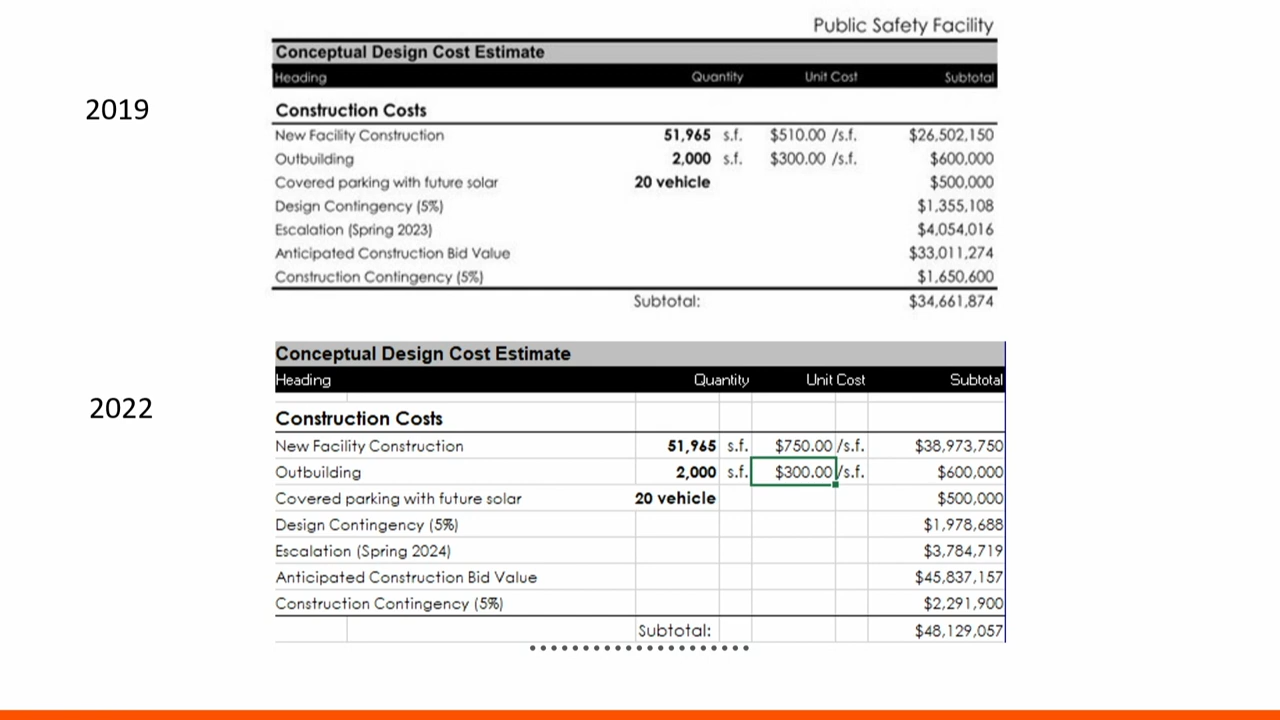 Public Safety Facility
Conceptual Design Cost Estimate
Heading Quantity Unit Cost Subtotal
2019
Construction Costs
New Facility Construction 51,965 s.f. $510.00 /s.f. $26,502,150
Outbuilding 2,000 s.f. $300.00 /s.f. $600,000
Covered parking with future solar 20 vehicle $500,000
Design Contingency (5%) $1,355,108
Escalation (Spring 2023) $4,054,016
Anticipated Construction Bid Value $33,011,274
Construction Contingency (5%) $1,650,600
Subtotal: $34,661,874
Conceptual Design Cost Estimate
Heading Quantity Unit Cost Subtotal
2022
Construction Costs
New Facility Construction 51,965 s.f. $750.00 /s.f. $38,973,750
Outbuilding 2,000 s.f. $300.00 /s.f. $600,000
Covered parking with future solar 20 vehicle $500,000
Design Contingency (5%) $1,978,688
Escalation (Spring 2024) $3,784,719
Anticipated Construction Bid Value $45,837,157
Construction Contingency (5%) $2,291,900
Subtotal: $48,129,057